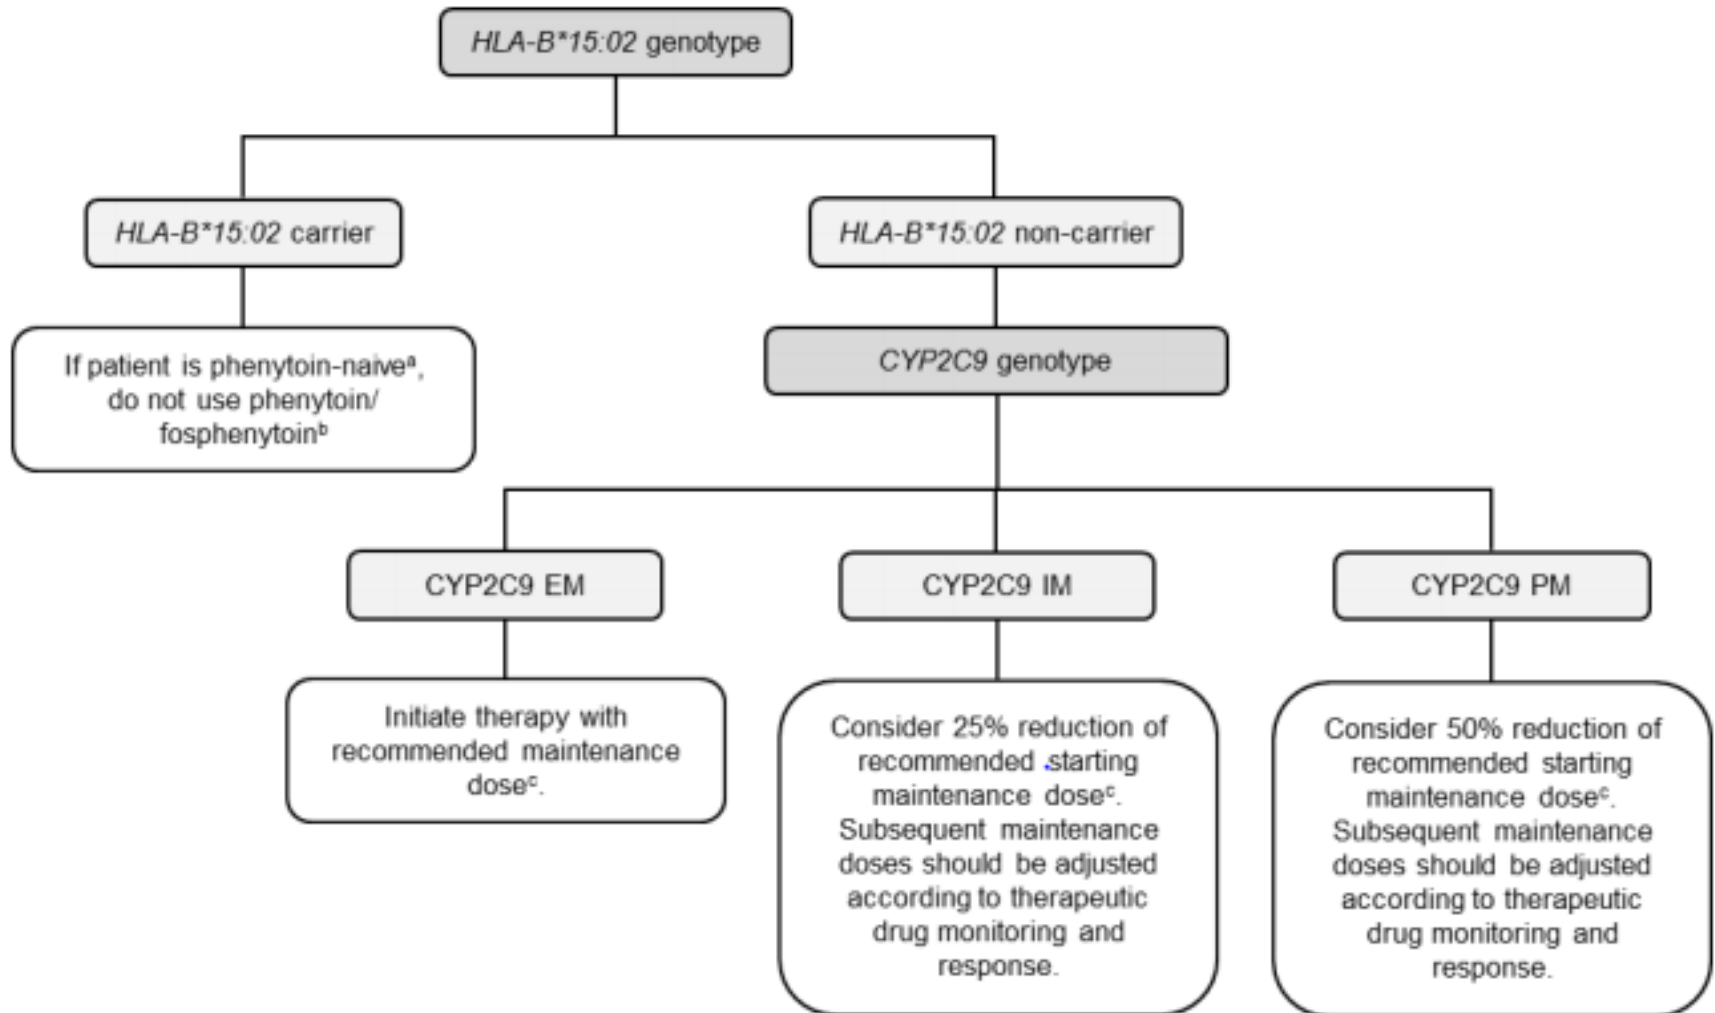 HLA-B*15:02 genotype
HLA-B*15:02 carrier
HLA-B*15:02 non-carrier
If patient is phenytoin-naiveᵃ,
do not use phenytoin/
fosphenytoinᵇ
CYP2C9 genotype
CYP2C9 EM
CYP2C9 IM
CYP2C9 PM
Initiate therapy with
recommended maintenance
doseᶜ.
Consider 25% reduction of
recommended starting
maintenance doseᶜ.
Subsequent maintenance
doses should be adjusted
according to therapeutic
drug monitoring and
response.
Consider 50% reduction of
recommended starting
maintenance doseᶜ.
Subsequent maintenance
doses should be adjusted
according to therapeutic
drug monitoring and
response.